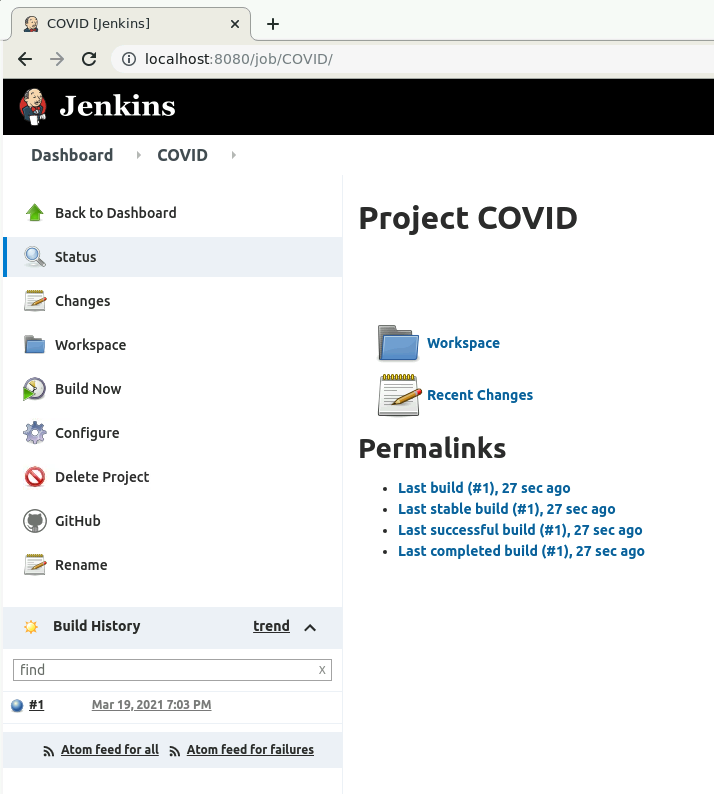 COVID [Jenkins]
localhost:8080/job/COVID/
Jenkins
Dashboard COVID
Back to Dashboard
Status
Changes
Workspace
Build Now
Configure
Delete Project
GitHub
Rename
Build History trend
find x
#1 Mar 19, 2021 7:03 PM
Atom feed for all Atom feed for failures
Project COVID
Workspace
Recent Changes
Permalinks
Last build (#1), 27 sec ago
Last stable build (#1), 27 sec ago
Last successful build (#1), 27 sec ago
Last completed build (#1), 27 sec ago